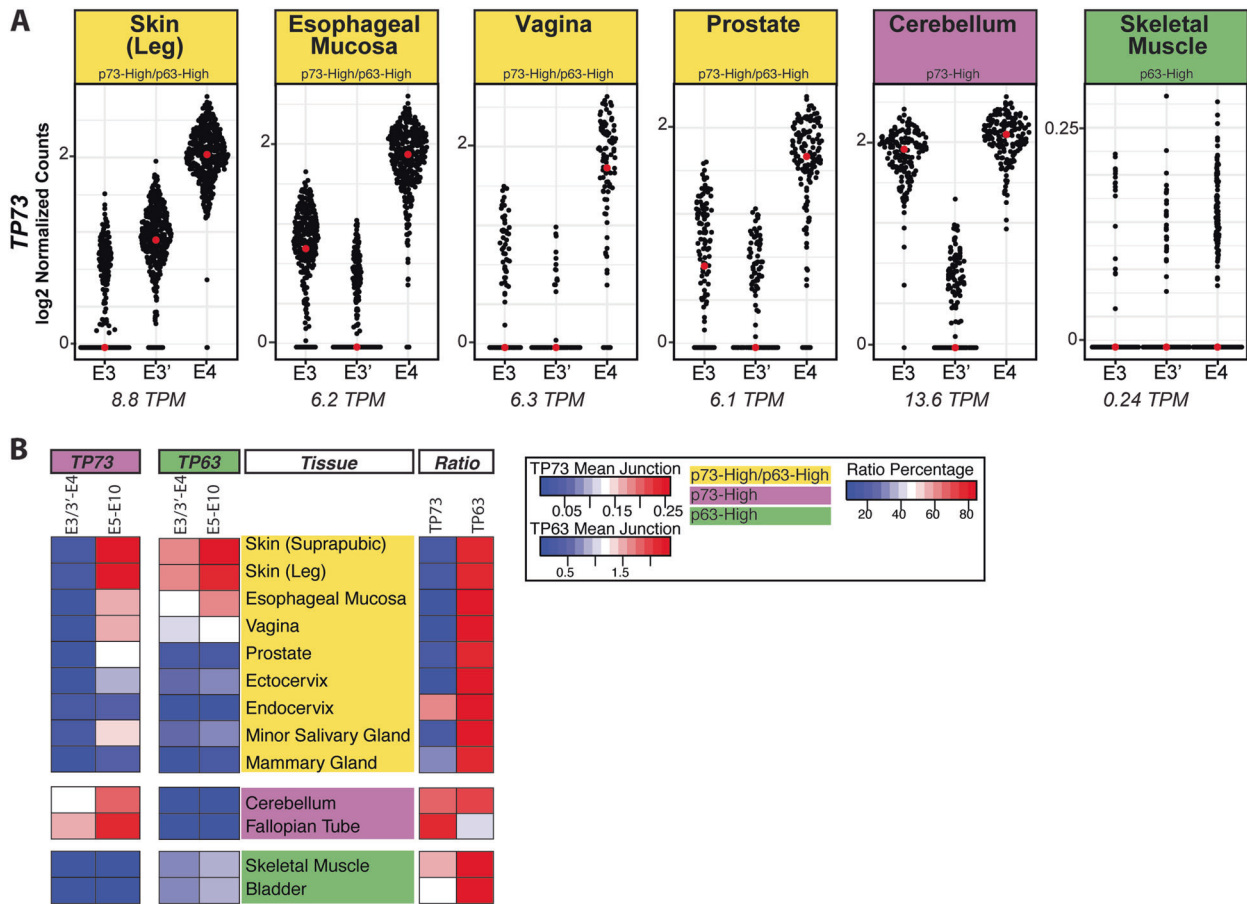 A
Skin
(Leg)
p73-High/p63-High
Esophageal
Mucosa
p73-High/p63-High
Vagina
p73-High/p63-High
Prostate
p73-High/p63-High
Cerebellum
p73-High
Skeletal
Muscle
p63-High
TP73
log2 Normalized Counts
2
0
2
0
2
0
2
0
2
0
0.25
0
E3 E3' E4
E3 E3' E4
E3 E3' E4
E3 E3' E4
E3 E3' E4
E3 E3' E4
8.8 TPM
6.2 TPM
6.3 TPM
6.1 TPM
13.6 TPM
0.24 TPM
B
TP73 TP63 Tissue Ratio
E3/3'-E4
E5-E10
E3/3'-E4
E5-E10
TP73
TP63
Skin (Suprapubic)
Skin (Leg)
Esophageal Mucosa
Vagina
Prostate
Ectocervix
Endocervix
Minor Salivary Gland
Mammary Gland
Cerebellum
Fallopian Tube
Skeletal Muscle
Bladder
TP73 Mean Junction
0.05 0.15 0.25
TP63 Mean Junction
0.5 1.5
p73-High/p63-High
p73-High
p63-High
Ratio Percentage
20 40 60 80